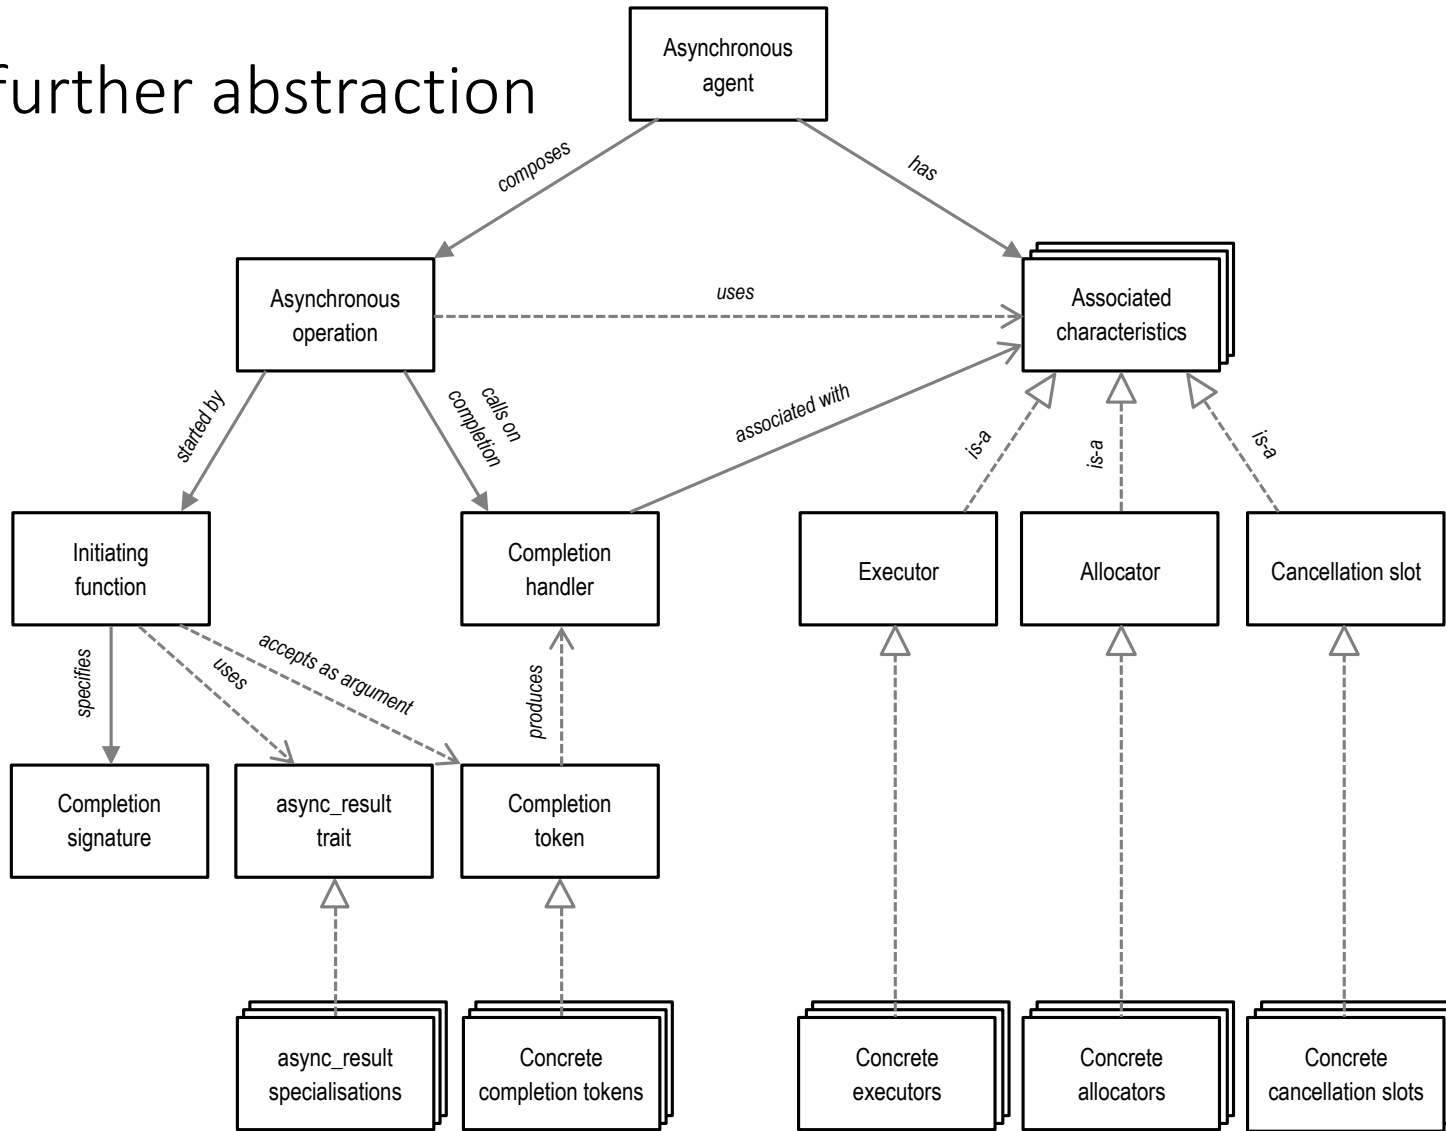 further abstraction
Asynchronous
agent
composes
has
Asynchronous
operation
uses
Associated
characteristics
started by
calls on
completion
associated with
is-a
is-a
is-a
Initiating
function
Completion
handler
Executor
Allocator
Cancellation slot
specifies
uses
accepts as argument
produces
Completion
signature
async_result
trait
Completion
token
async_result
specialisations
Concrete
completion tokens
Concrete
executors
Concrete
allocators
Concrete
cancellation slots